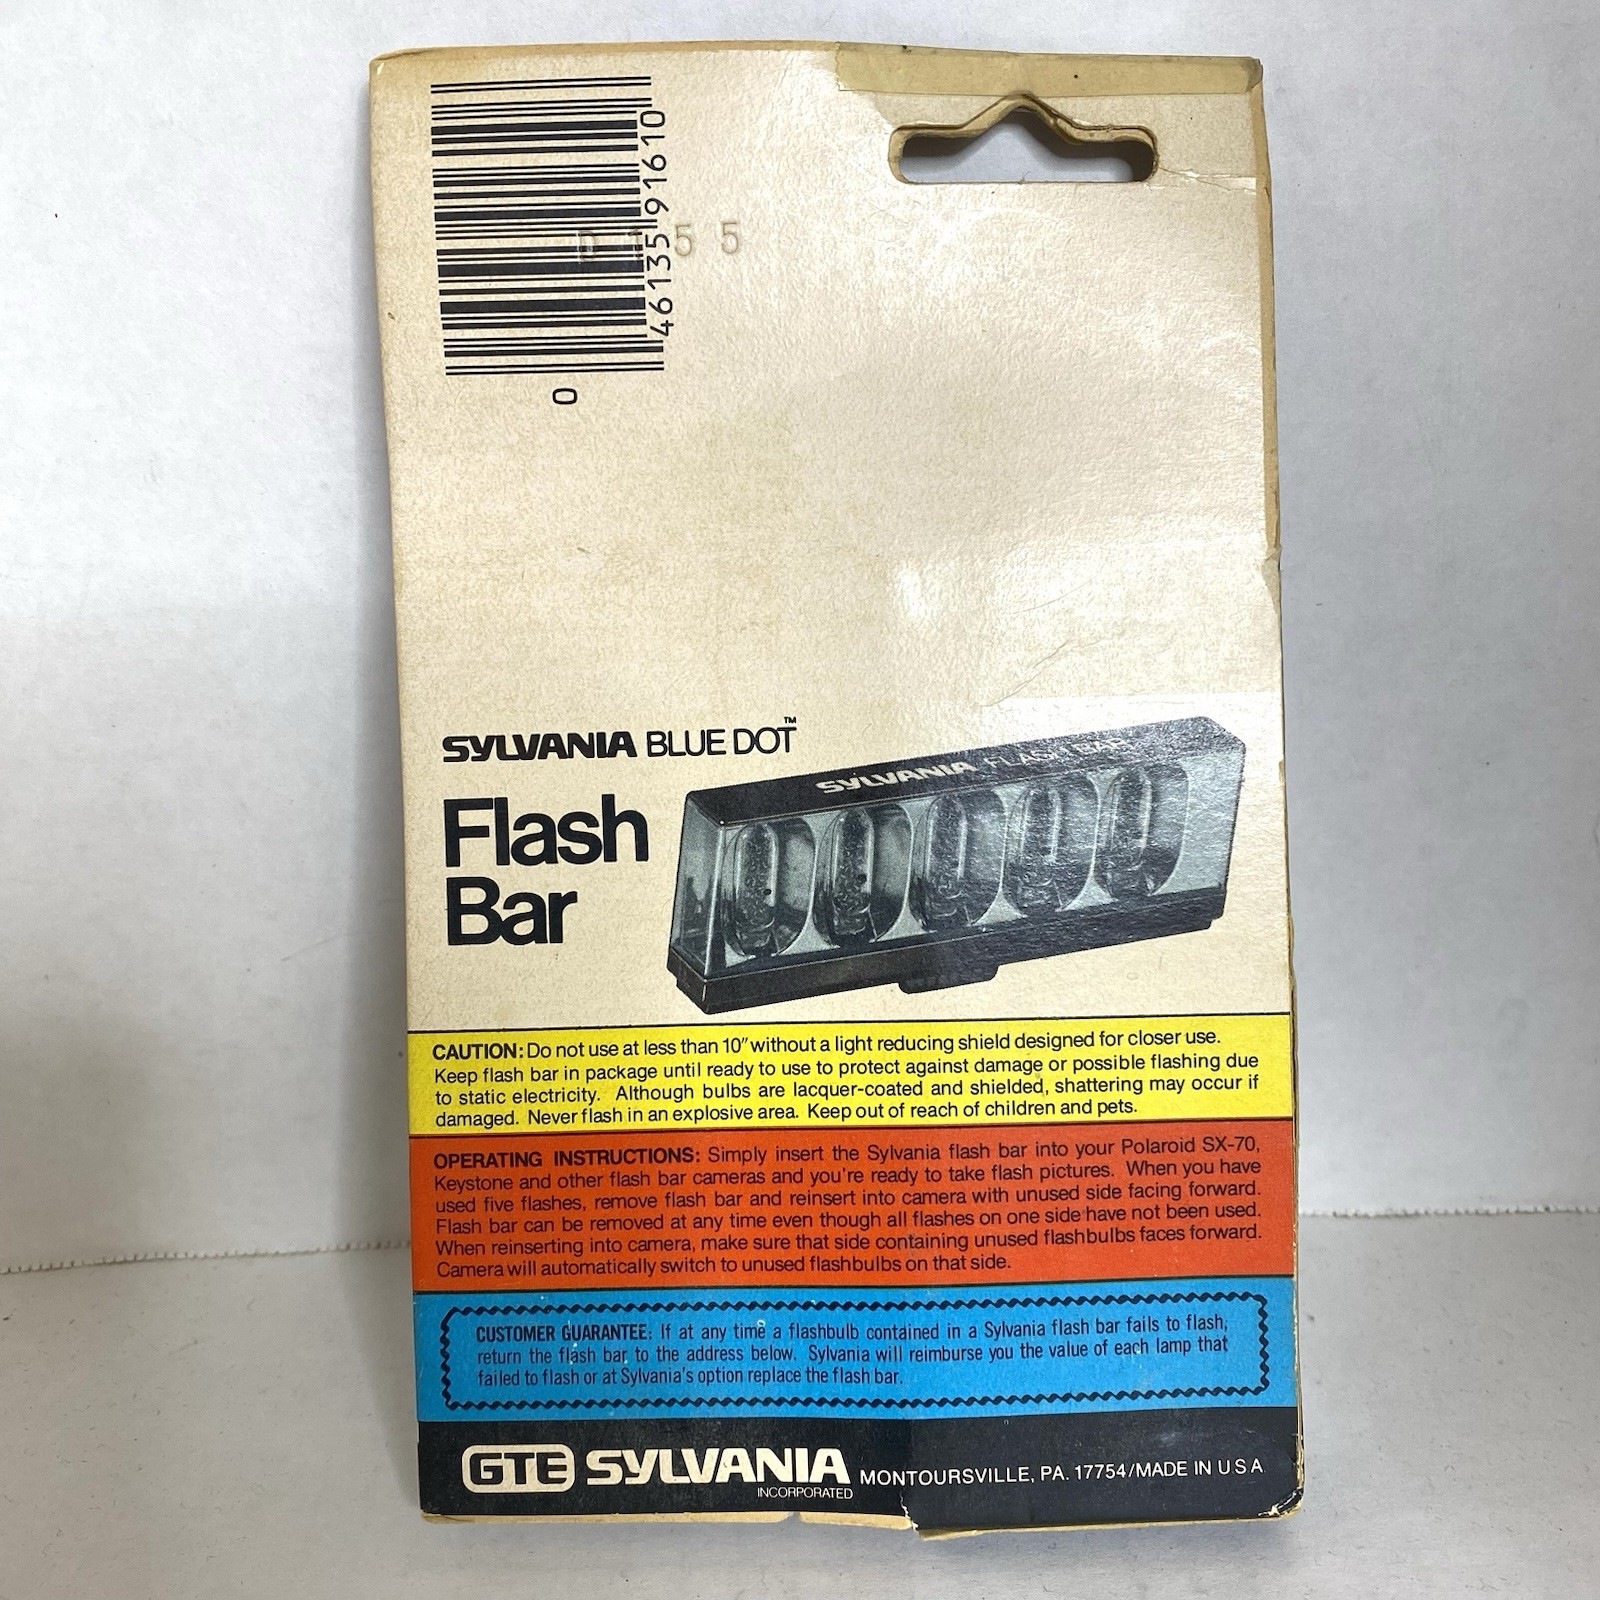 46135 91610
0
SYLVANIA BLUE DOT™
Flash
Bar
SYLVANIA FLASH BAR
CAUTION: Do not use at less than 10" without a light reducing shield designed for closer use.
Keep flash bar in package until ready to use to protect against damage or possible flashing due
to static electricity. Although bulbs are lacquer-coated and shielded, shattering may occur if
damaged. Never flash in an explosive area. Keep out of reach of children and pets.
OPERATING INSTRUCTIONS: Simply insert the Sylvania flash bar into your Polaroid SX-70,
Keystone and other flash bar cameras and you're ready to take flash pictures. When you have
used five flashes, remove flash bar and reinsert into camera with unused side facing forward.
Flash bar can be removed at any time even though all flashes on one side have not been used.
When reinserting into camera, make sure that side containing unused flashbulbs faces forward.
Camera will automatically switch to unused flashbulbs on that side.
CUSTOMER GUARANTEE: If at any time a flashbulb contained in a Sylvania flash bar fails to flash,
return the flash bar to the address below. Sylvania will reimburse you the value of each lamp that
failed to flash or at Sylvania's option replace the flash bar.
GTE SYLVANIA MONTOURSVILLE, PA. 17754/MADE IN U S A
INCORPORATED